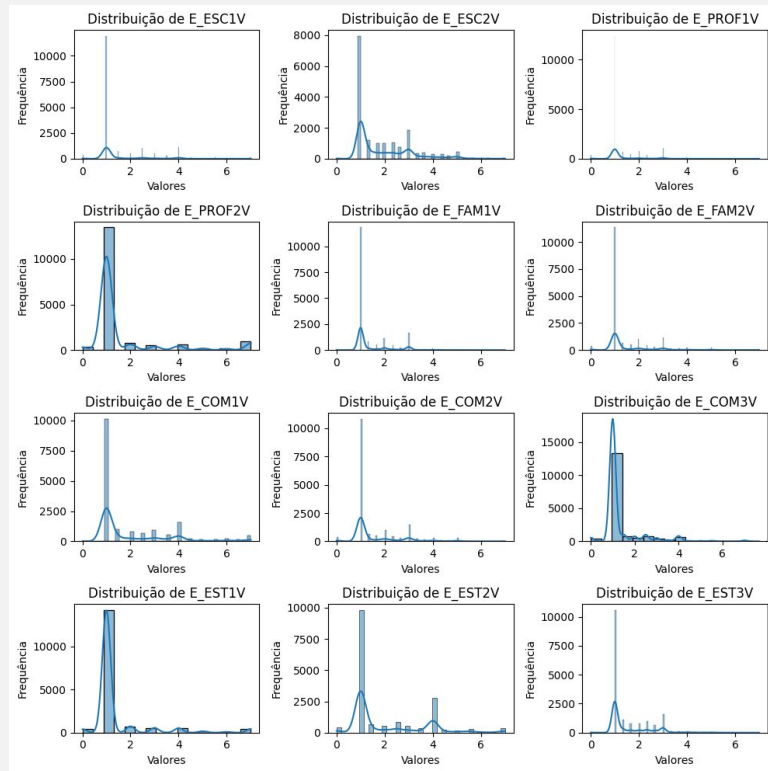 Distribuição de E_ESC1V
Frequência
10000
7500
5000
2500
0
0 2 4 6
Valores
Distribuição de E_ESC2V
Frequência
8000
6000
4000
2000
0
0 2 4 6
Valores
Distribuição de E_PROF1V
Frequência
10000
5000
0
0 2 4 6
Valores
Distribuição de E_PROF2V
Frequência
10000
5000
0
0 2 4 6
Valores
Distribuição de E_FAM1V
Frequência
10000
7500
5000
2500
0
0 2 4 6
Valores
Distribuição de E_FAM2V
Frequência
10000
7500
5000
2500
0
0 2 4 6
Valores
Distribuição de E_COM1V
Frequência
10000
7500
5000
2500
0
0 2 4 6
Valores
Distribuição de E_COM2V
Frequência
10000
7500
5000
2500
0
0 2 4 6
Valores
Distribuição de E_COM3V
Frequência
15000
10000
5000
0
0 2 4 6
Valores
Distribuição de E_EST1V
Frequência
10000
5000
0
0 2 4 6
Valores
Distribuição de E_EST2V
Frequência
10000
7500
5000
2500
0
0 2 4 6
Valores
Distribuição de E_EST3V
Frequência
10000
7500
5000
2500
0
0 2 4 6
Valores